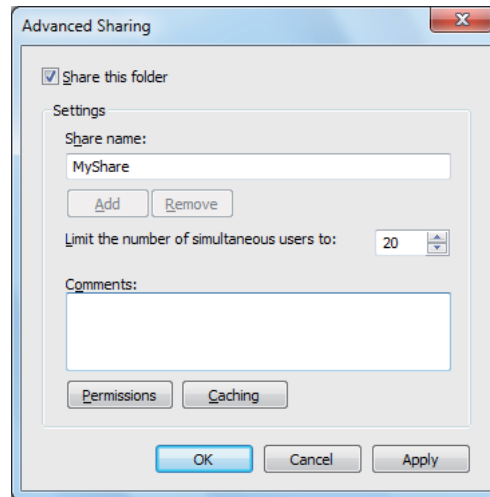 Advanced Sharing
Share this folder
Settings
Share name:
MyShare
Add Remove
Limit the number of simultaneous users to: 20
Comments:
Permissions Caching
OK Cancel Apply